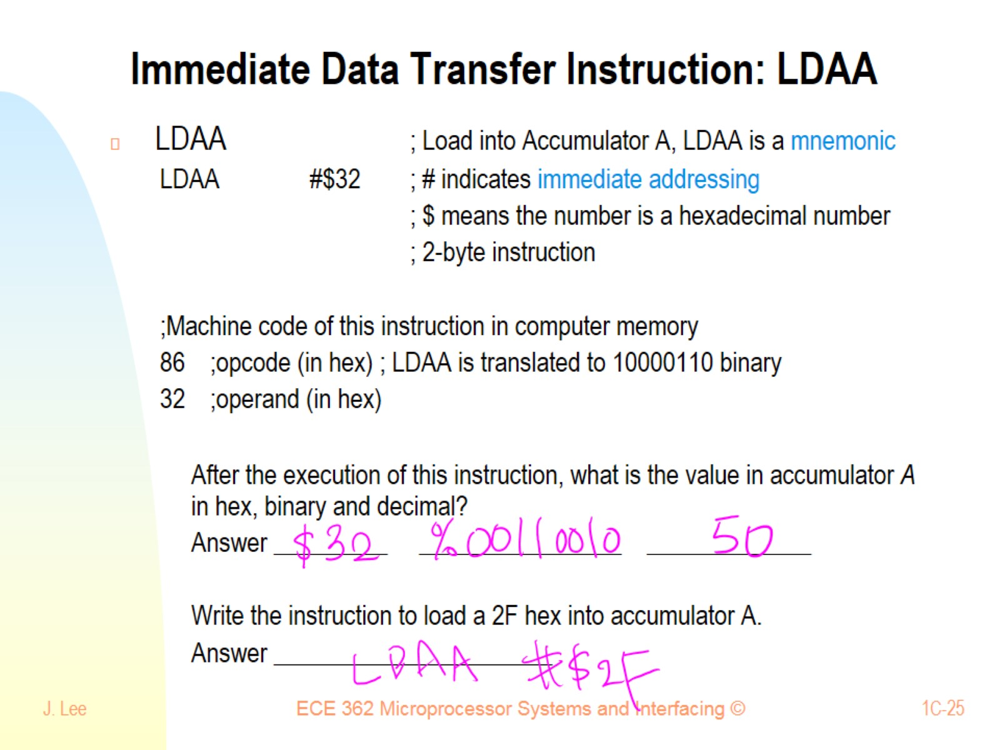 Immediate Data Transfer Instruction: LDAA
LDAA ; Load into Accumulator A, LDAA is a mnemonic
LDAA #$32 ; # indicates immediate addressing
; $ means the number is a hexadecimal number
; 2-byte instruction
;Machine code of this instruction in computer memory
86 ;opcode (in hex) ; LDAA is translated to 10000110 binary
32 ;operand (in hex)
After the execution of this instruction, what is the value in accumulator A
in hex, binary and decimal?
Answer $32 %00110010 50
Write the instruction to load a 2F hex into accumulator A.
Answer LDAA #$2F
J. Lee ECE 362 Microprocessor Systems and Interfacing © 1C-25